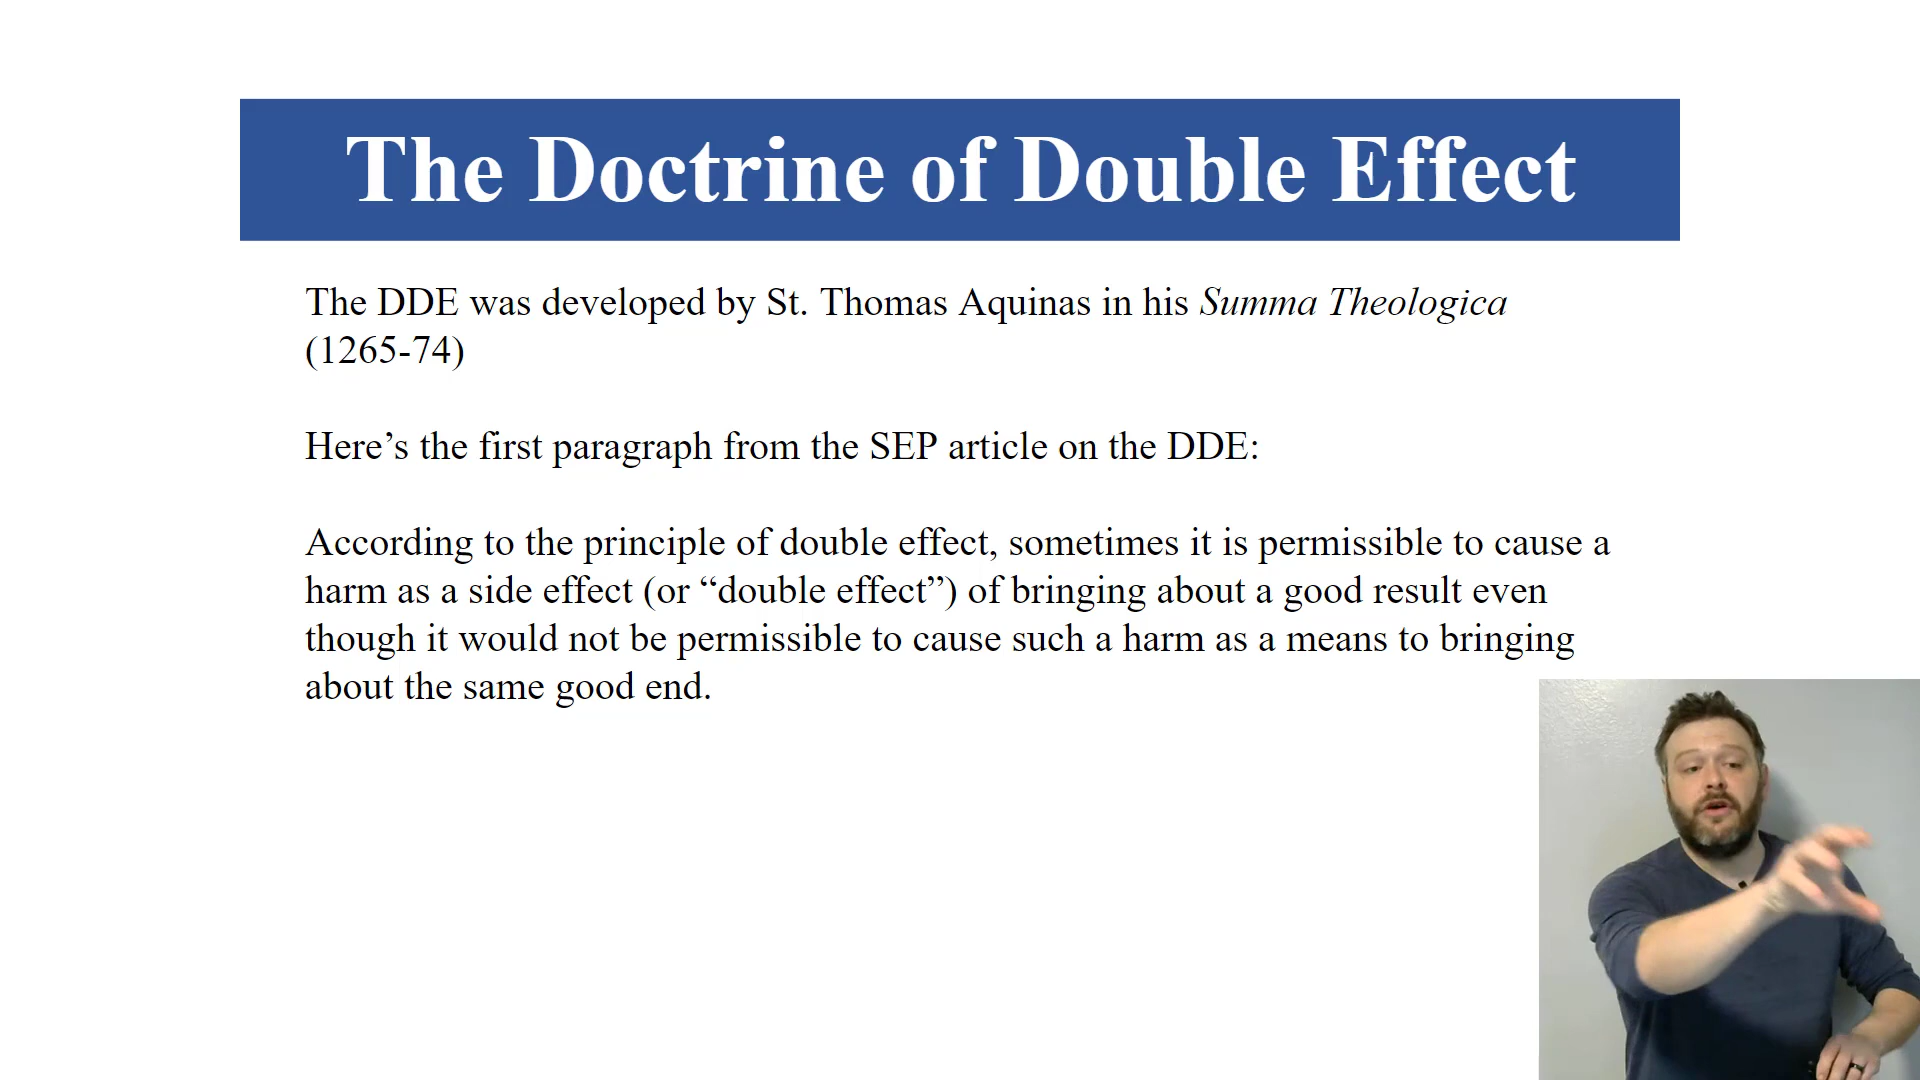 The Doctrine of Double Effect
The DDE was developed by St. Thomas Aquinas in his Summa Theologica
(1265-74)
Here’s the first paragraph from the SEP article on the DDE:
According to the principle of double effect, sometimes it is permissible to cause a
harm as a side effect (or “double effect”) of bringing about a good result even
though it would not be permissible to cause such a harm as a means to bringing
about the same good end.